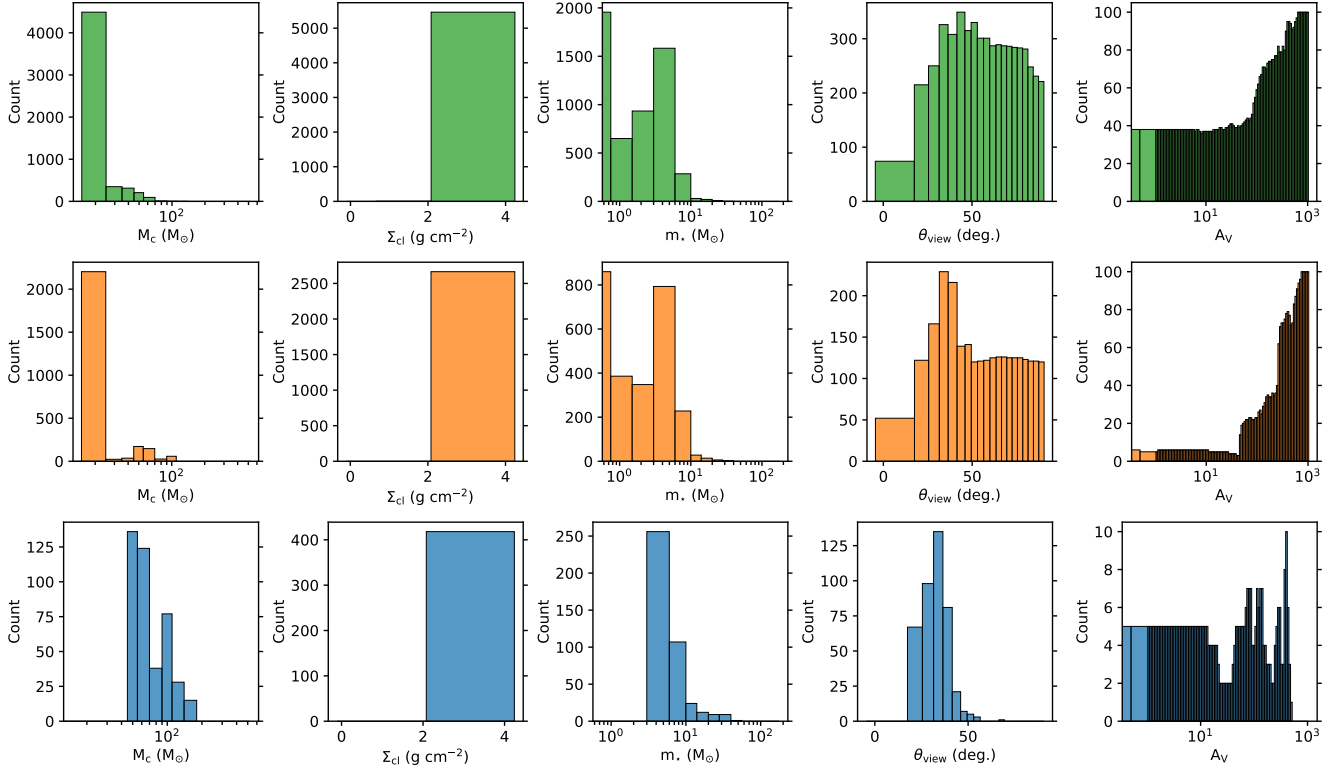 Count
4000
3000
2000
1000
0
10²
M_c (M_⊙)
Count
5000
4000
3000
2000
1000
0
0 2 4
Σ_cl (g cm⁻²)
Count
2000
1500
1000
500
0
10⁰ 10¹ 10²
m_* (M_⊙)
Count
300
200
100
0
0 50
θ_view (deg.)
Count
100
80
60
40
20
0
10¹ 10³
A_V
Count
2000
1500
1000
500
0
10²
M_c (M_⊙)
Count
2500
2000
1500
1000
500
0
0 2 4
Σ_cl (g cm⁻²)
Count
800
600
400
200
0
10⁰ 10¹ 10²
m_* (M_⊙)
Count
200
150
100
50
0
0 50
θ_view (deg.)
Count
100
80
60
40
20
0
10¹ 10³
A_V
Count
125
100
75
50
25
0
10²
M_c (M_⊙)
Count
400
300
200
100
0
0 2 4
Σ_cl (g cm⁻²)
Count
250
200
150
100
50
0
10⁰ 10¹ 10²
m_* (M_⊙)
Count
125
100
75
50
25
0
0 50
θ_view (deg.)
Count
10
8
6
4
2
0
10¹ 10³
A_V